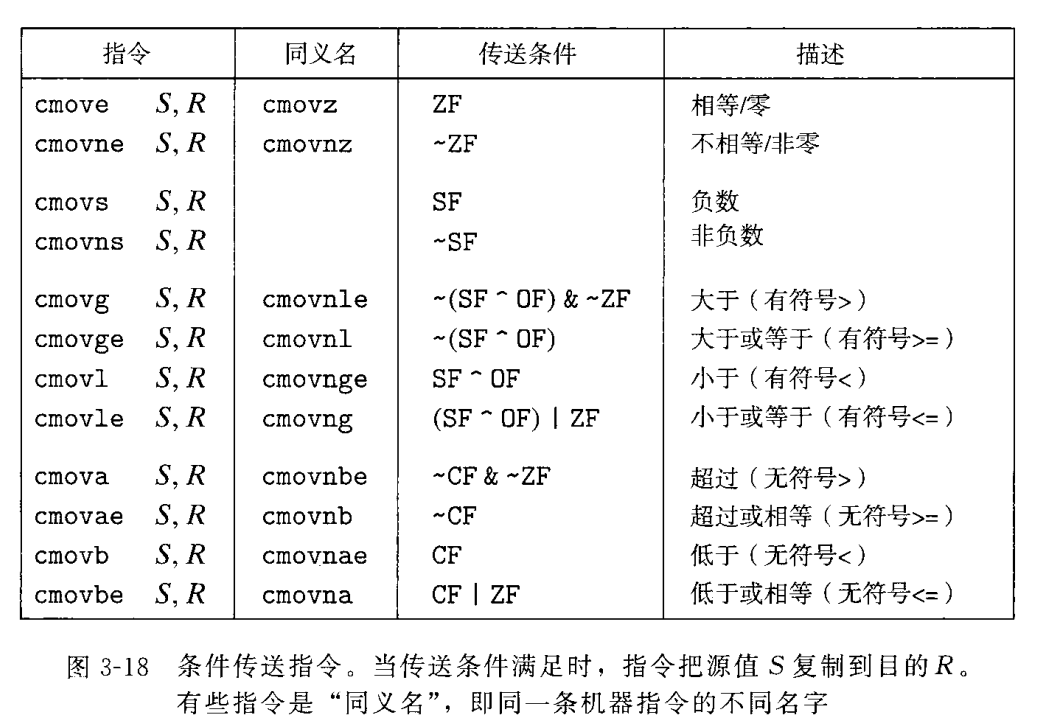 指令 同义名 传送条件 描述
cmove S, R cmovz ZF 相等/零
cmovne S, R cmovnz ~ZF 不相等/非零
cmovs S, R SF 负数
cmovns S, R ~SF 非负数
cmovg S, R cmovnle ~(SF ^ OF) & ~ZF 大于（有符号>）
cmovge S, R cmovnl ~(SF ^ OF) 大于或等于（有符号>=）
cmovl S, R cmovnge SF ^ OF 小于（有符号<）
cmovle S, R cmovng (SF ^ OF) | ZF 小于或等于（有符号<=）
cmova S, R cmovnbe ~CF & ~ZF 超过（无符号>）
cmovae S, R cmovnb ~CF 超过或相等（无符号>=）
cmovb S, R cmovnae CF 低于（无符号<）
cmovbe S, R cmovna CF | ZF 低于或相等（无符号<=）
图 3-18 条件传送指令。当传送条件满足时，指令把源值 S 复制到目的 R。
有些指令是“同义名”，即同一条机器指令的不同名字